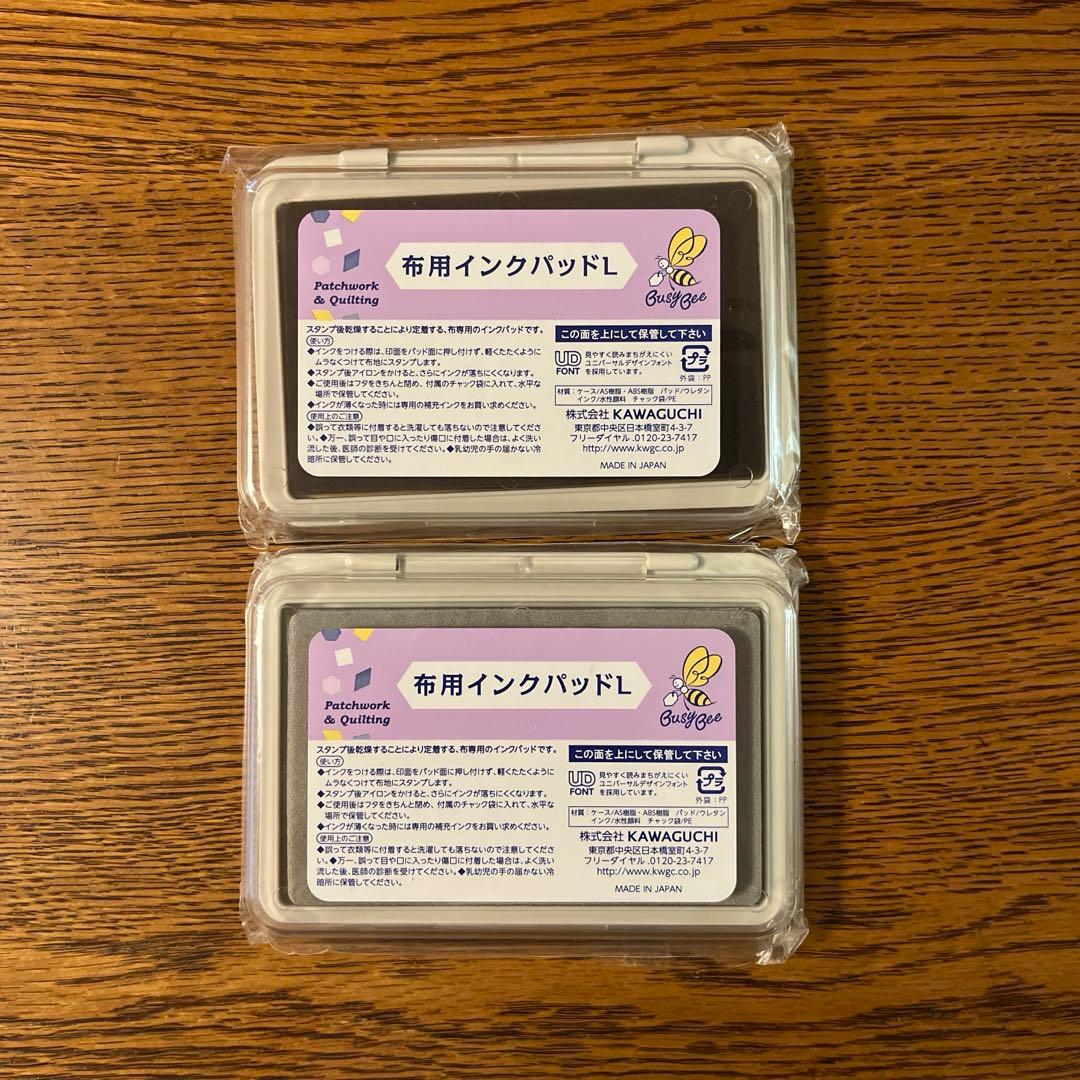 布用インクパッドL
Patchwork
& Quilting
Busy Bee
スタンプ後乾燥することにより定着する、布専用のインクパッドです。
使い方
◆インクをつける際は、印面をパッド面に押し付けず、軽くたたくように
ムラなくつけて布地にスタンプします。
◆スタンプ後アイロンをかけると、さらにインクが落ちにくくなります。
◆ご使用後はフタをきちんと閉め、付属のチャック袋に入れて、水平な
場所で保管してください。
◆インクが薄くなった時には専用の補充インクをお買い求めください。
使用上のご注意
◆誤って衣類等に付着すると洗濯しても落ちないので注意してくださ
い。◆万一、誤って目や口に入ったり傷口に付着した場合は、よく洗い
流した後、医師の診断を受けてください。◆乳幼児の手の届かない冷
暗所に保管してください。
この面を上にして保管して下さい
UD
FONT
見やすく読みまちがえにくい
ユニバーサルデザインフォント
を採用しています。
プラ
外袋：PP
材質：ケース/AS樹脂・ABS樹脂 パッド/ウレタン
インク/水性顔料 チャック袋/PE
株式会社 KAWAGUCHI
東京都中央区日本橋室町4-3-7
フリーダイヤル.0120-23-7417
http://www.kwgc.co.jp
MADE IN JAPAN
布用インクパッドL
Patchwork
& Quilting
Busy Bee
スタンプ後乾燥することにより定着する、布専用のインクパッドです。
使い方
◆インクをつける際は、印面をパッド面に押し付けず、軽くたたくように
ムラなくつけて布地にスタンプします。
◆スタンプ後アイロンをかけると、さらにインクが落ちにくくなります。
◆ご使用後はフタをきちんと閉め、付属のチャック袋に入れて、水平な
場所で保管してください。
◆インクが薄くなった時には専用の補充インクをお買い求めください。
使用上のご注意
◆誤って衣類等に付着すると洗濯しても落ちないので注意してくださ
い。◆万一、誤って目や口に入ったり傷口に付着した場合は、よく洗い
流した後、医師の診断を受けてください。◆乳幼児の手の届かない冷
暗所に保管してください。
この面を上にして保管して下さい
UD
FONT
見やすく読みまちがえにくい
ユニバーサルデザインフォント
を採用しています。
プラ
外袋：PP
材質：ケース/AS樹脂・ABS樹脂 パッド/ウレタン
インク/水性顔料 チャック袋/PE
株式会社 KAWAGUCHI
東京都中央区日本橋室町4-3-7
フリーダイヤル.0120-23-7417
http://www.kwgc.co.jp
MADE IN JAPAN